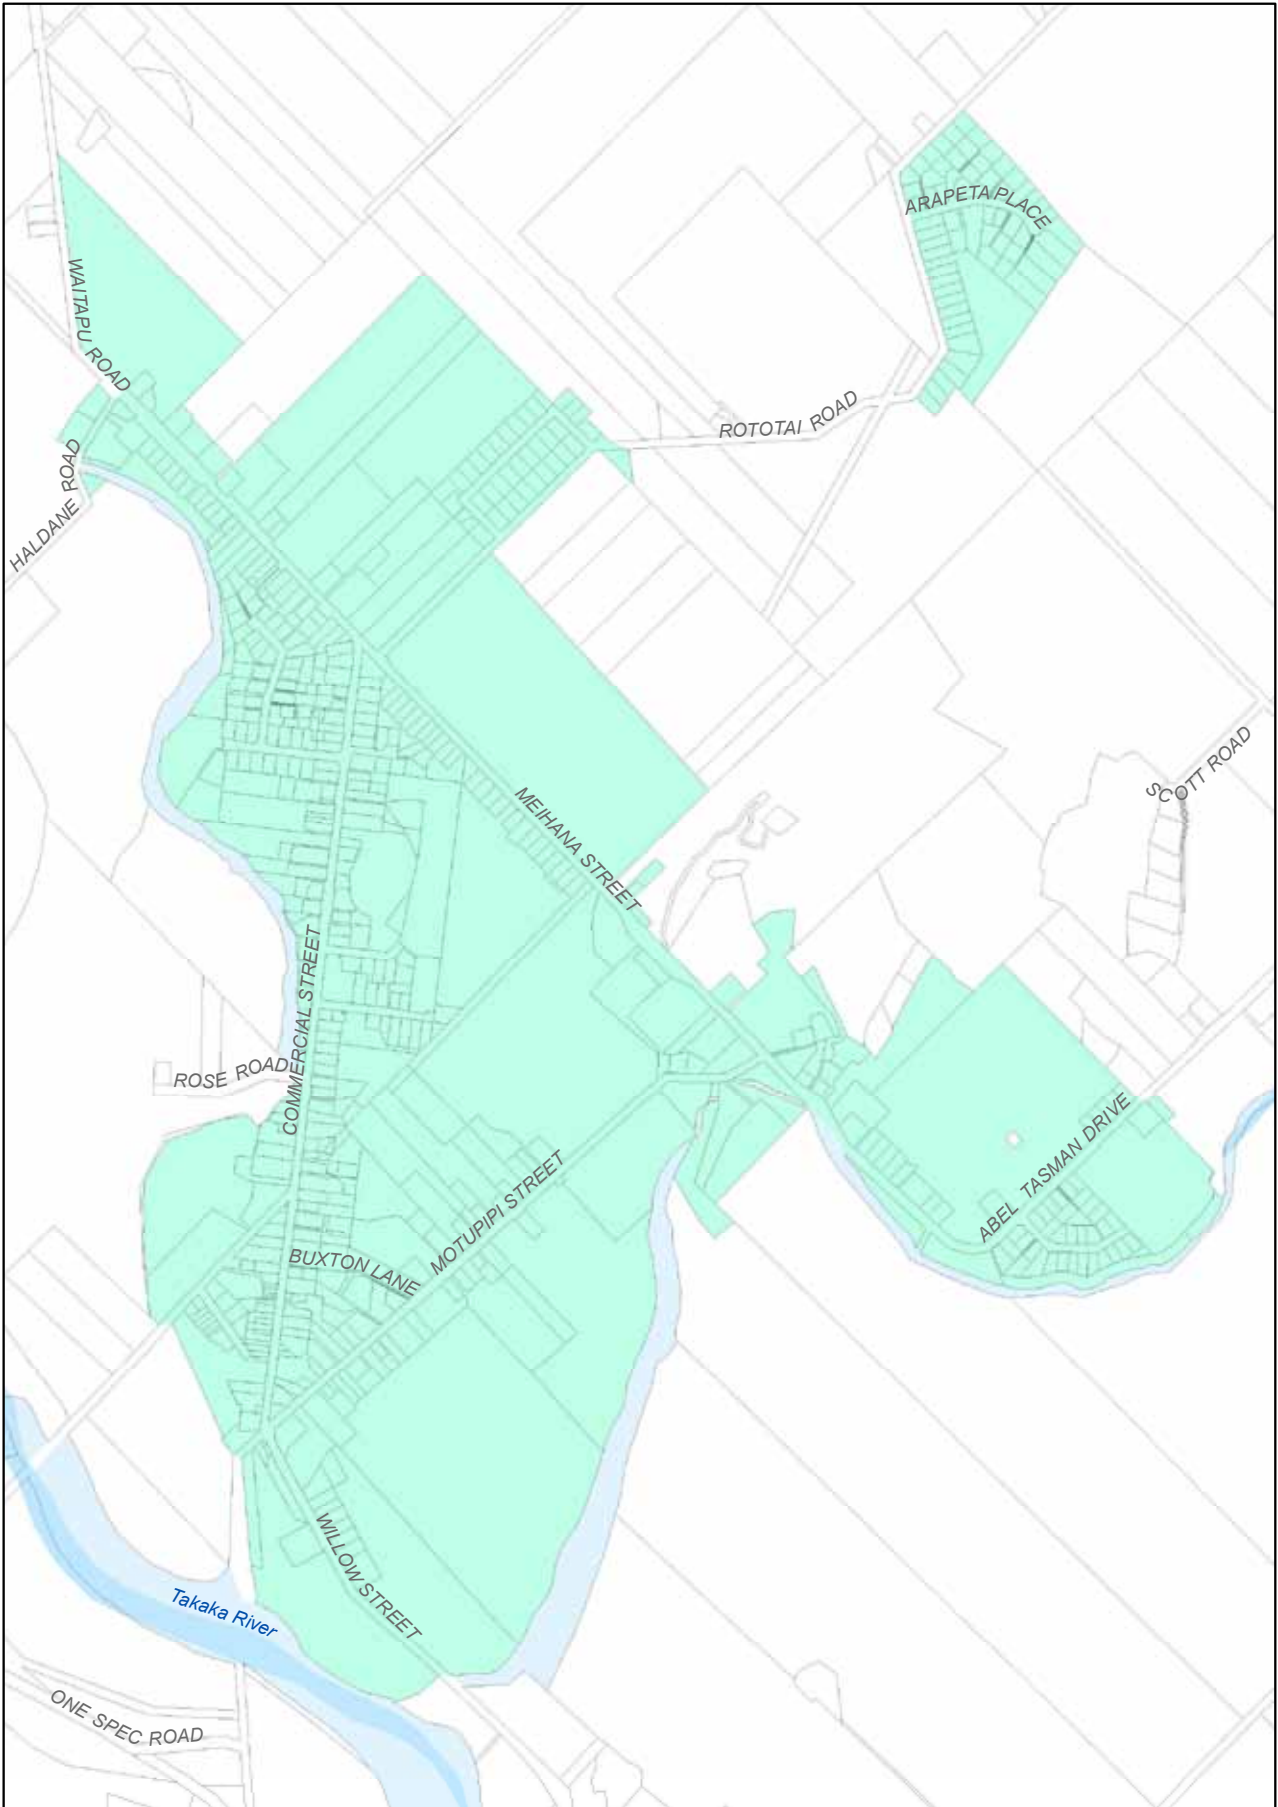 ARAPETA PLACE
WAITAPU ROAD
ROTOTAI ROAD
HALDANE ROAD
SCOTT ROAD
MEIHANA STREET
COMMERCIAL STREET
ROSE ROAD
ABEL TASMAN DRIVE
MOTUPIPI STREET
BUXTON LANE
WILLOW STREET
Takaka River
ONE SPEC ROAD